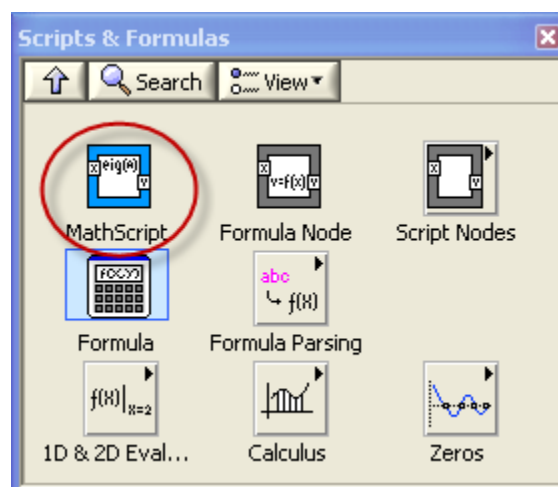 Scripts & Formulas
Search View
eig(A)
X
Y
X
y=f(x)
Y
X
Y
MathScript Formula Node Script Nodes
f(x,y)
abc
f(X)
Formula Formula Parsing
f(X)|x=2
1D & 2D Eval... Calculus Zeros